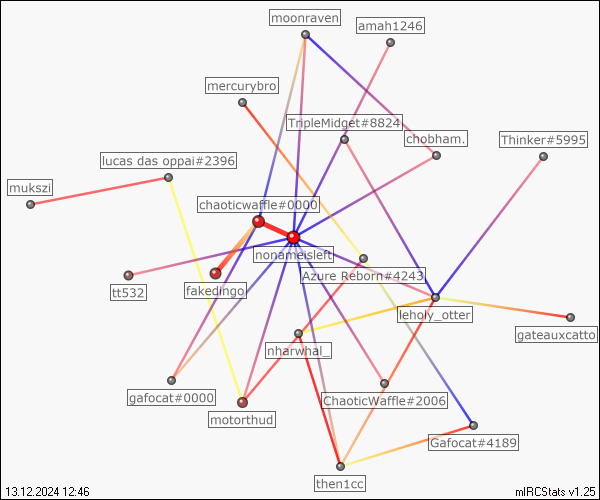 moonraven
amah1246
mercurybro
TripleMidget#8824
chobham.
Thinker#5995
lucas das oppai#2396
mukszi
chaoticwaffle#0000
nonameisleft
Azure Reborn#4243
tt532
fakedingo
leholy_otter
gateauxcatto
nharwhal_
gafocat#0000
ChaoticWaffle#2006
motorthud
Gafocat#4189
then1cc
13.12.2024 12:46
mIRCStats v1.25